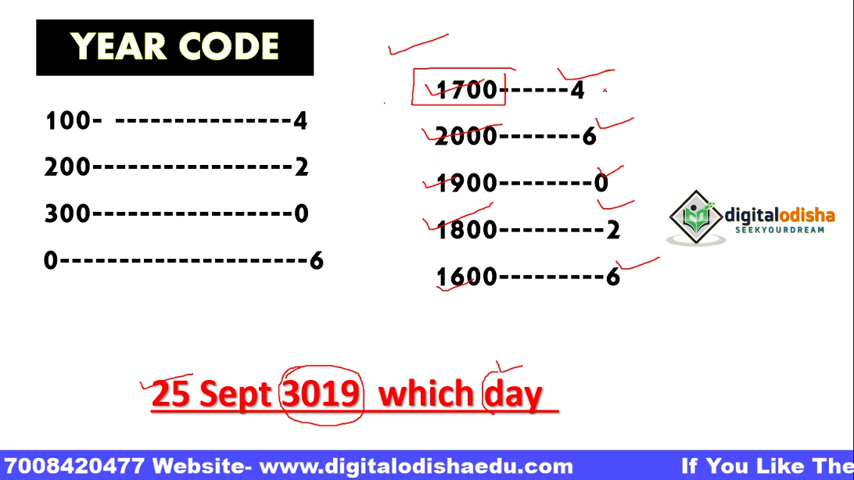 YEAR CODE
100- ---------------4
200-----------------2
300-----------------0
0---------------------6
1700------4
2000-------6
1900--------0
1800---------2
1600---------6
digitalodisha
SEEKYOURDREAM
25 Sept 3019 which day
7008420477 Website- www.digitalodishaedu.com If You Like The